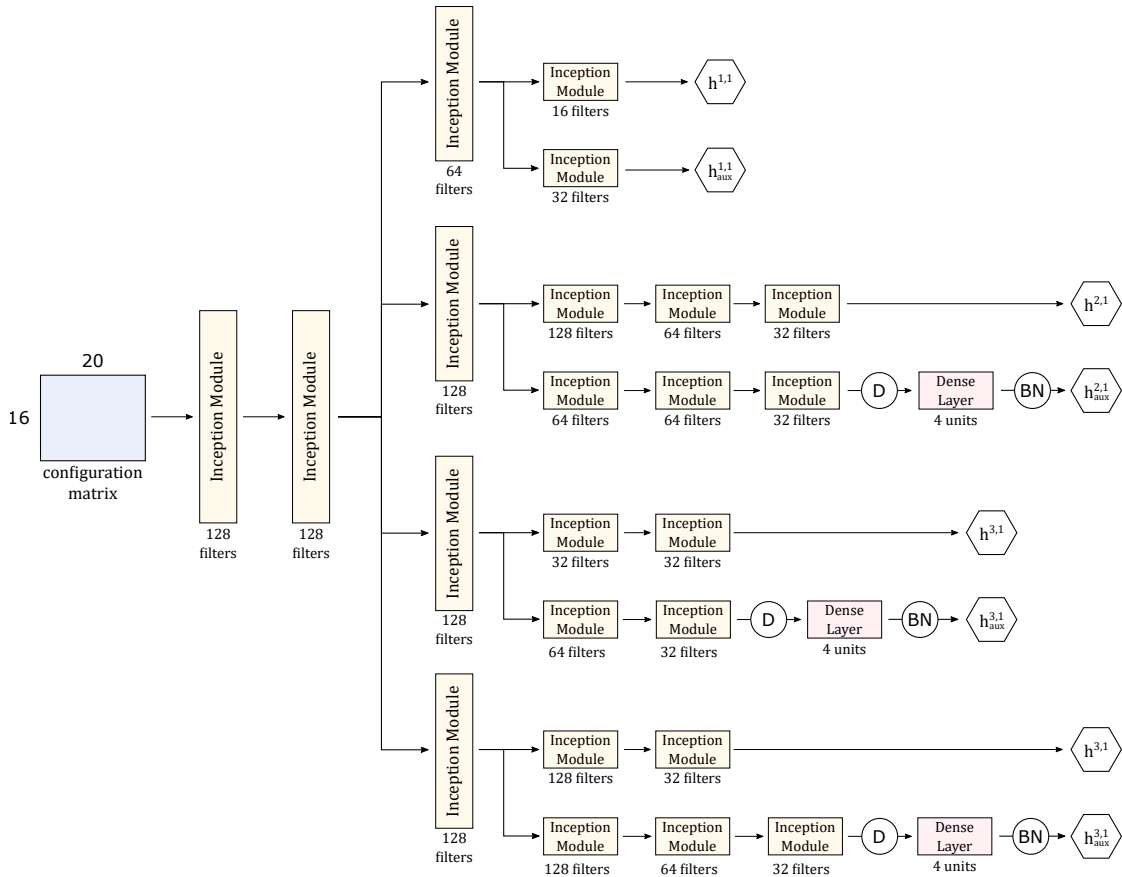 20
16
configuration
matrix
Inception Module
128
filters
Inception Module
128
filters
Inception Module
64
filters
Inception
Module
16 filters
h1,1
Inception
Module
32 filters
h1,1aux
Inception Module
128
filters
Inception
Module
128 filters
Inception
Module
64 filters
Inception
Module
32 filters
h2,1
Inception
Module
64 filters
Inception
Module
64 filters
Inception
Module
32 filters
D
Dense
Layer
4 units
BN
h2,1aux
Inception Module
128
filters
Inception
Module
32 filters
Inception
Module
32 filters
h3,1
Inception
Module
64 filters
Inception
Module
32 filters
D
Dense
Layer
4 units
BN
h3,1aux
Inception Module
128
filters
Inception
Module
128 filters
Inception
Module
32 filters
h3,1
Inception
Module
128 filters
Inception
Module
64 filters
Inception
Module
32 filters
D
Dense
Layer
4 units
BN
h3,1aux